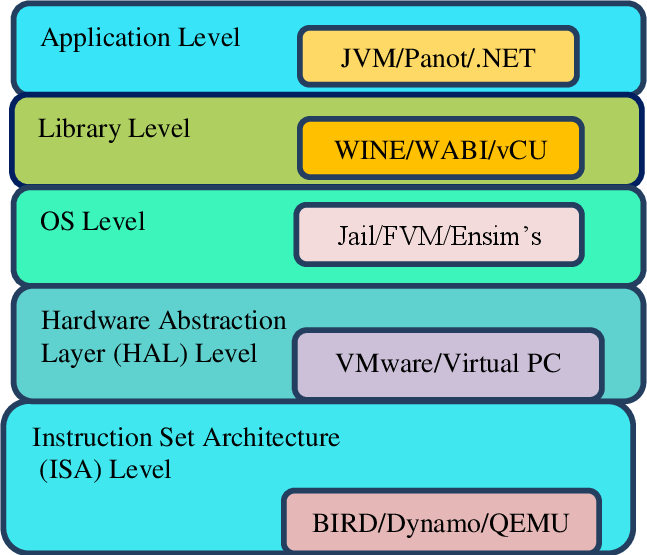 Application Level
JVM/Panot/.NET
Library Level
WINE/WABI/vCU
OS Level
Jail/FVM/Ensim's
Hardware Abstraction
Layer (HAL) Level
VMware/Virtual PC
Instruction Set Architecture
(ISA) Level
BIRD/Dynamo/QEMU